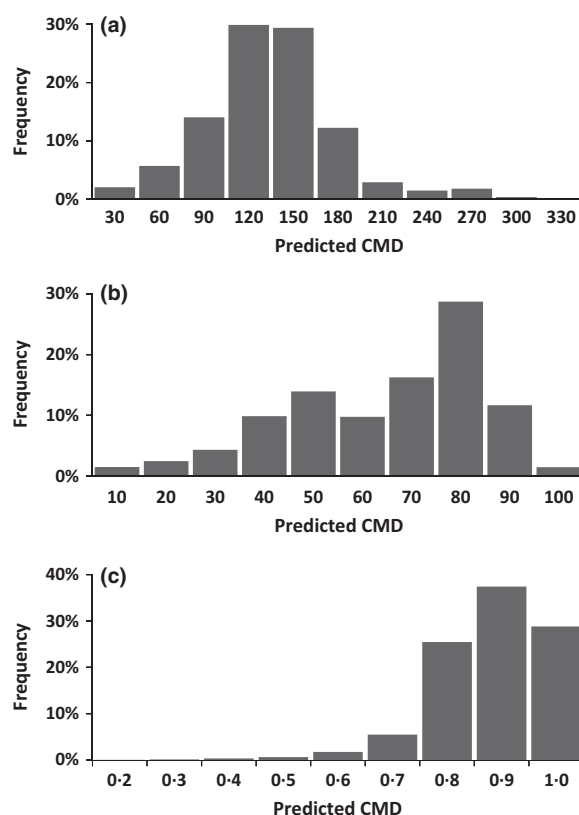 (a)
30%
20%
10%
0%
Frequency
30 60 90 120 150 180 210 240 270 300 330
Predicted CMD
(b)
30%
20%
10%
0%
Frequency
10 20 30 40 50 60 70 80 90 100
Predicted CMD
(c)
40%
30%
20%
10%
0%
Frequency
0·2 0·3 0·4 0·5 0·6 0·7 0·8 0·9 1·0
Predicted CMD